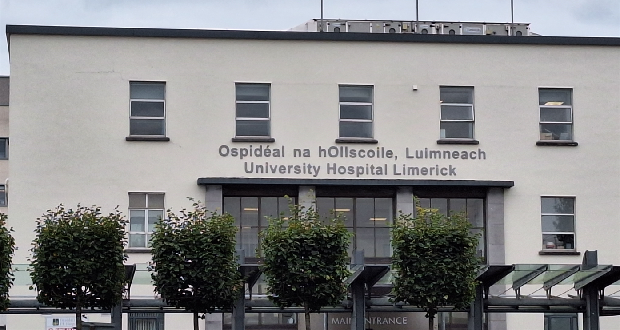 Ospidéal na hOllscoile, Luimneach
University Hospital Limerick
MAIN ENTRANCE